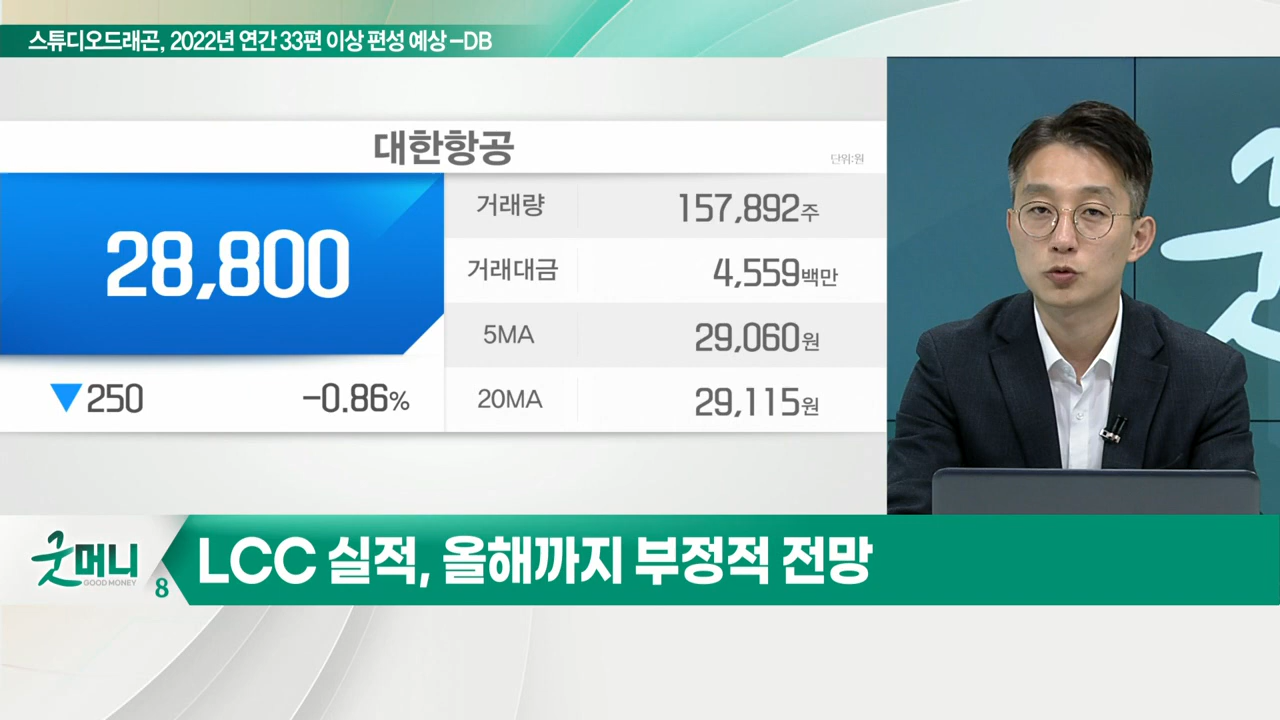 스튜디오드래곤, 2022년 연간 33편 이상 편성 예상 –DB
대한항공
단위:원
28,800
▼250 -0.86%
거래량 157,892주
거래대금 4,559백만
5MA 29,060원
20MA 29,115원
굿
굿머니
GOOD MONEY
8
LCC 실적, 올해까지 부정적 전망